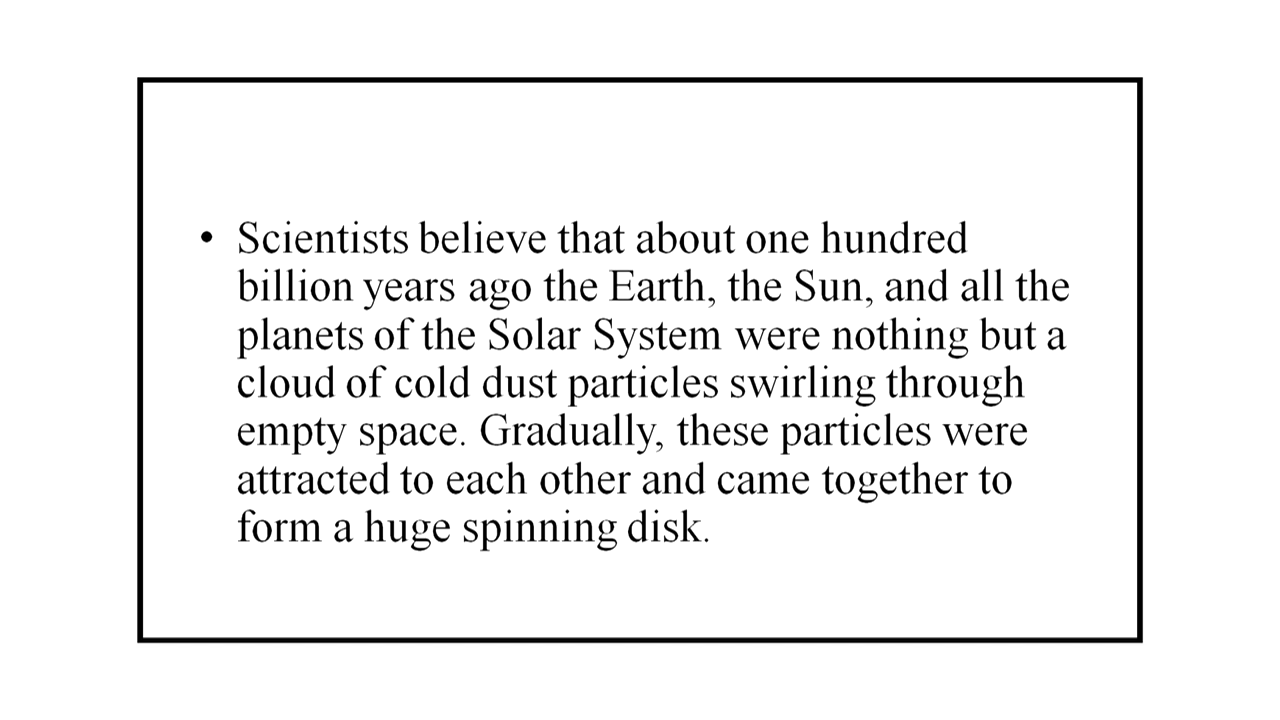 • Scientists believe that about one hundred
billion years ago the Earth, the Sun, and all the
planets of the Solar System were nothing but a
cloud of cold dust particles swirling through
empty space. Gradually, these particles were
attracted to each other and came together to
form a huge spinning disk.